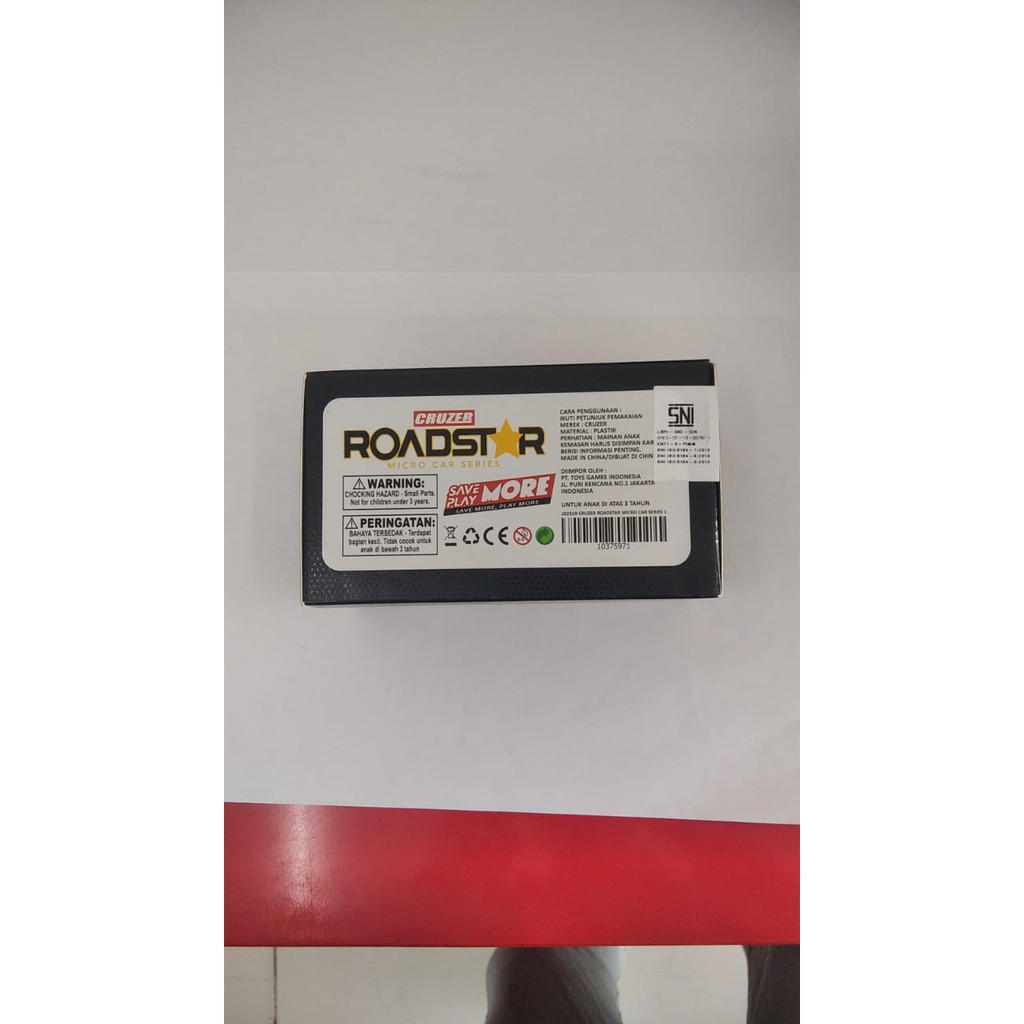 CRUZER
ROADSTAR
MICRO CAR SERIES
WARNING:
CHOCKING HAZARD - Small Parts.
Not for children under 3 years.
PERINGATAN:
BAHAYA TERSEDAK - Terdapat
bagian kecil. Tidak cocok untuk
anak di bawah 3 tahun
SAVE MORE
PLAY
SAVE MORE, PLAY MORE
CE
CARA PENGGUNAAN :
IKUTI PETUNJUK PEMAKAIAN
MEREK : CRUZER
MATERIAL : PLASTIK
PERHATIAN : MAINAN ANAK
KEMASAN HARUS DISIMPAN KAR
BERISI INFORMASI PENTING.
MADE IN CHINA/DIBUAT DI CHIN
DIIMPOR OLEH :
PT. TOYS GAMES INDONESIA
JL. PURI KENCANA NO.1 JAKARTA
INDONESIA
UNTUK ANAK DI ATAS 3 TAHUN
J02319-CRUZER ROADSTAR MICRO CAR SERIES 1
10375971
SNI